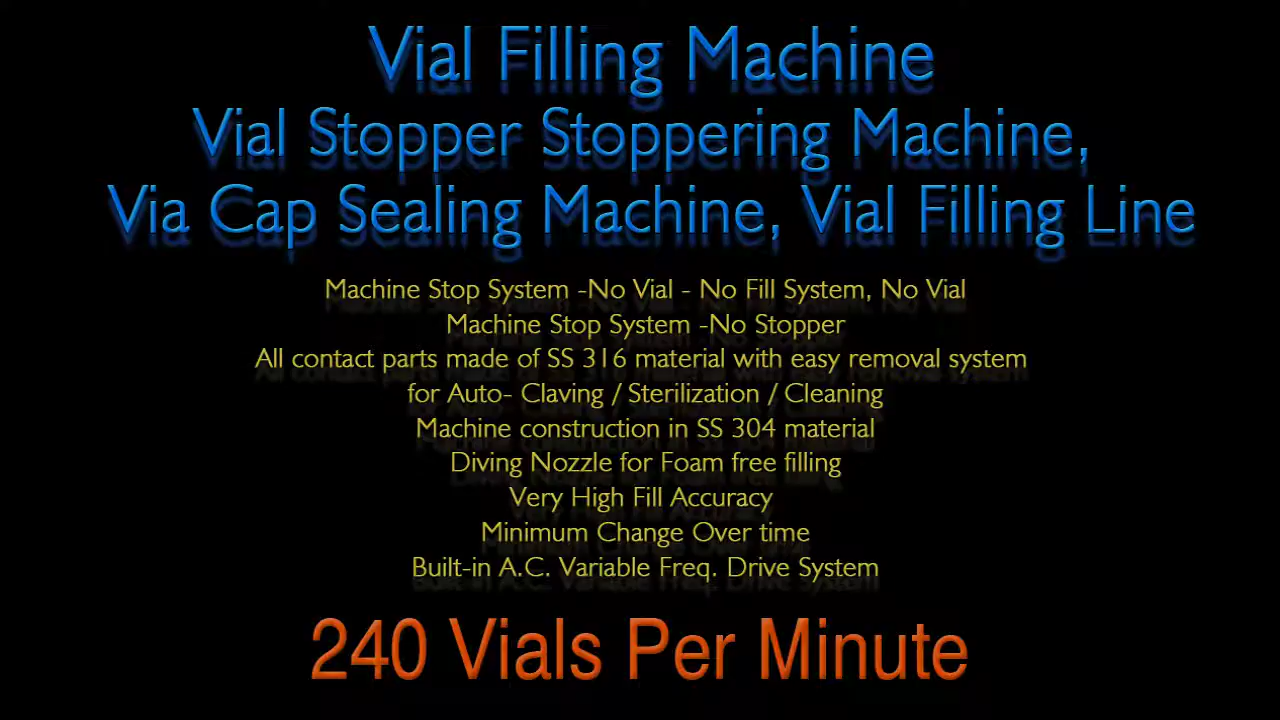 Vial Filling Machine
Vial Stopper Stoppering Machine,
Via Cap Sealing Machine, Vial Filling Line
Machine Stop System -No Vial - No Fill System, No Vial
Machine Stop System -No Stopper
All contact parts made of SS 316 material with easy removal system
for Auto- Claving / Sterilization / Cleaning
Machine construction in SS 304 material
Diving Nozzle for Foam free filling
Very High Fill Accuracy
Minimum Change Over time
Built-in A.C. Variable Freq. Drive System
240 Vials Per Minute